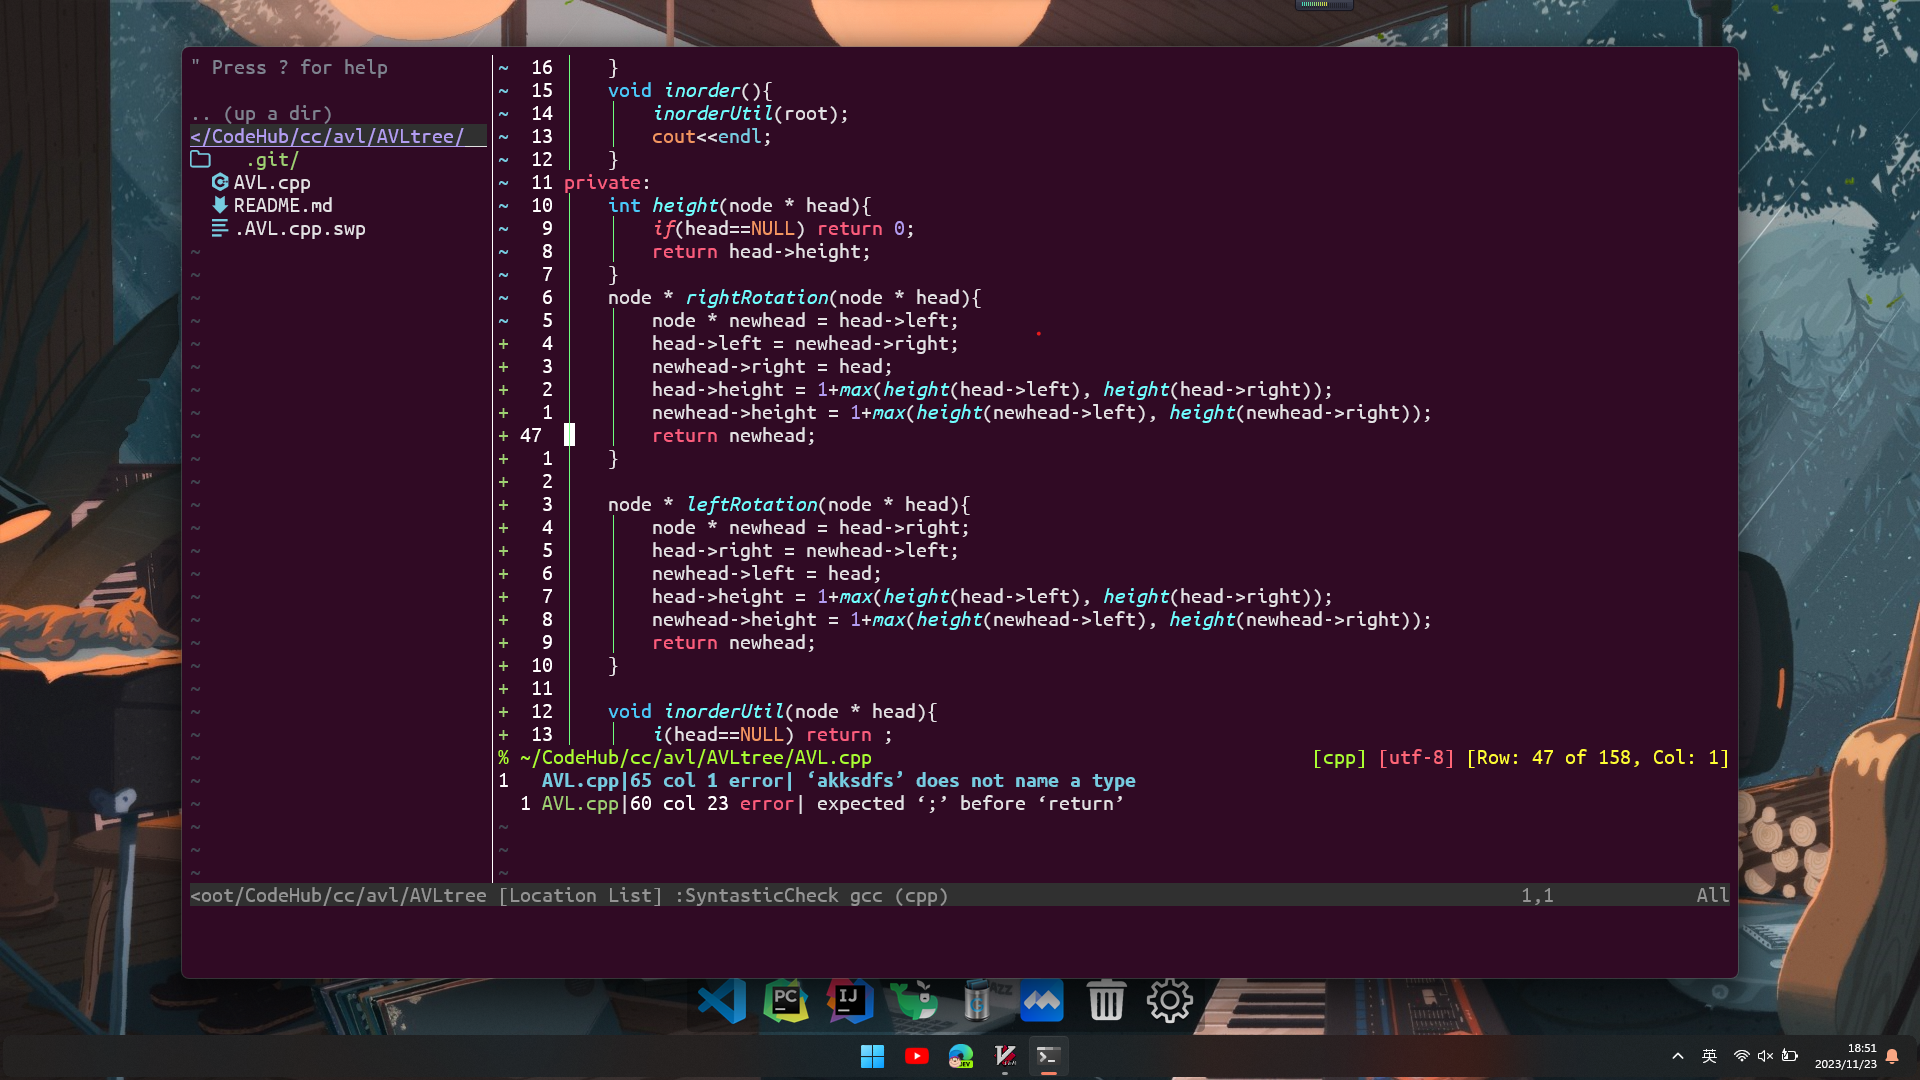 " Press ? for help
.. (up a dir)
</CodeHub/cc/avl/AVLtree/
.git/
AVL.cpp
README.md
.AVL.cpp.swp
~ 16     }
~ 15     void inorder(){
~ 14         inorderUtil(root);
~ 13         cout<<endl;
~ 12     }
~ 11 private:
~ 10     int height(node * head){
~ 9         if(head==NULL) return 0;
~ 8         return head->height;
~ 7     }
~ 6     node * rightRotation(node * head){
~ 5         node * newhead = head->left;
+ 4         head->left = newhead->right;
+ 3         newhead->right = head;
+ 2         head->height = 1+max(height(head->left), height(head->right));
+ 1         newhead->height = 1+max(height(newhead->left), height(newhead->right));
+ 47         return newhead;
+ 1     }
+ 2
+ 3     node * leftRotation(node * head){
+ 4         node * newhead = head->right;
+ 5         head->right = newhead->left;
+ 6         newhead->left = head;
+ 7         head->height = 1+max(height(head->left), height(head->right));
+ 8         newhead->height = 1+max(height(newhead->left), height(newhead->right));
+ 9         return newhead;
+ 10     }
+ 11
+ 12     void inorderUtil(node * head){
+ 13         i(head==NULL) return ;
% ~/CodeHub/cc/avl/AVLtree/AVL.cpp [cpp] [utf-8] [Row: 47 of 158, Col: 1]
1 AVL.cpp|65 col 1 error| ‘akksdfs’ does not name a type
1 AVL.cpp|60 col 23 error| expected ‘;’ before ‘return’
<oot/CodeHub/cc/avl/AVLtree [Location List] :SyntasticCheck gcc (cpp) 1,1 All
PC IJ
英 18:51
2023/11/23